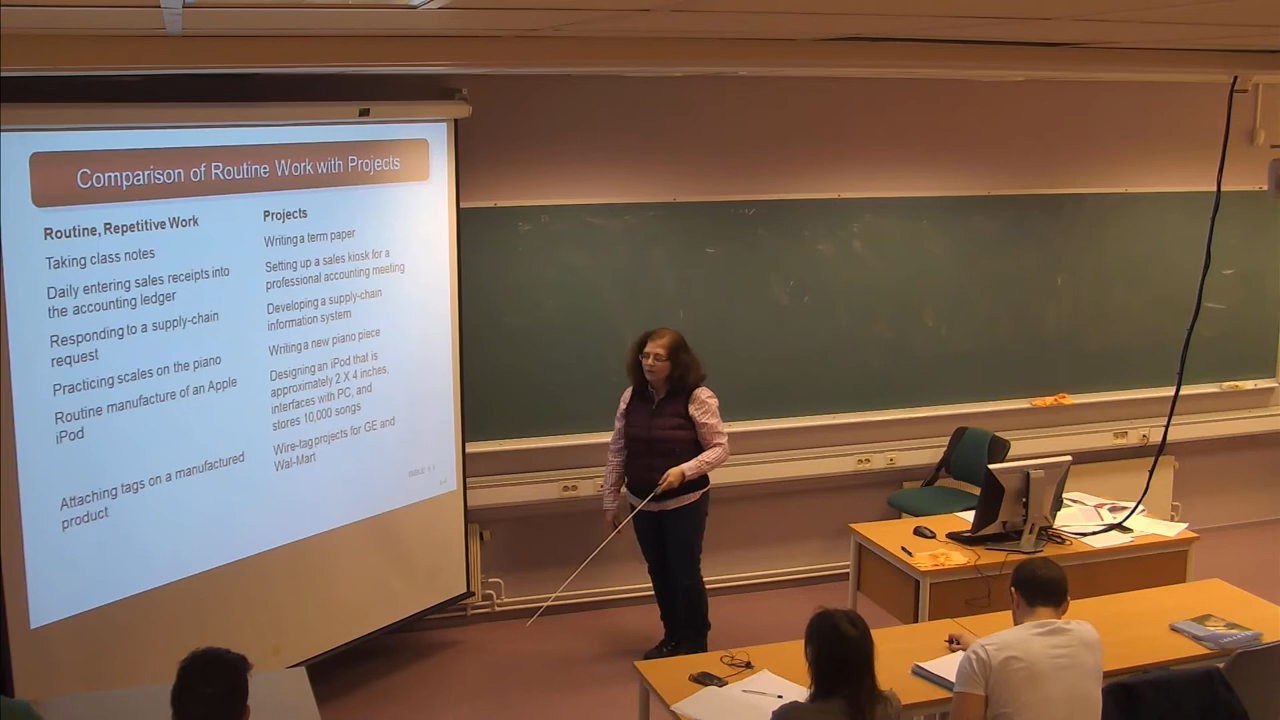 Comparison of Routine Work with Projects
Routine, Repetitive Work
Taking class notes
Daily entering sales receipts into
the accounting ledger
Responding to a supply-chain
request
Practicing scales on the piano
Routine manufacture of an Apple
iPod
Attaching tags on a manufactured
product
Projects
Writing a term paper
Setting up a sales kiosk for a
professional accounting meeting
Developing a supply-chain
information system
Writing a new piano piece
Designing an iPod that is
approximately 2 X 4 inches,
interfaces with PC, and
stores 10,000 songs
Wire-tag projects for GE and
Wal-Mart